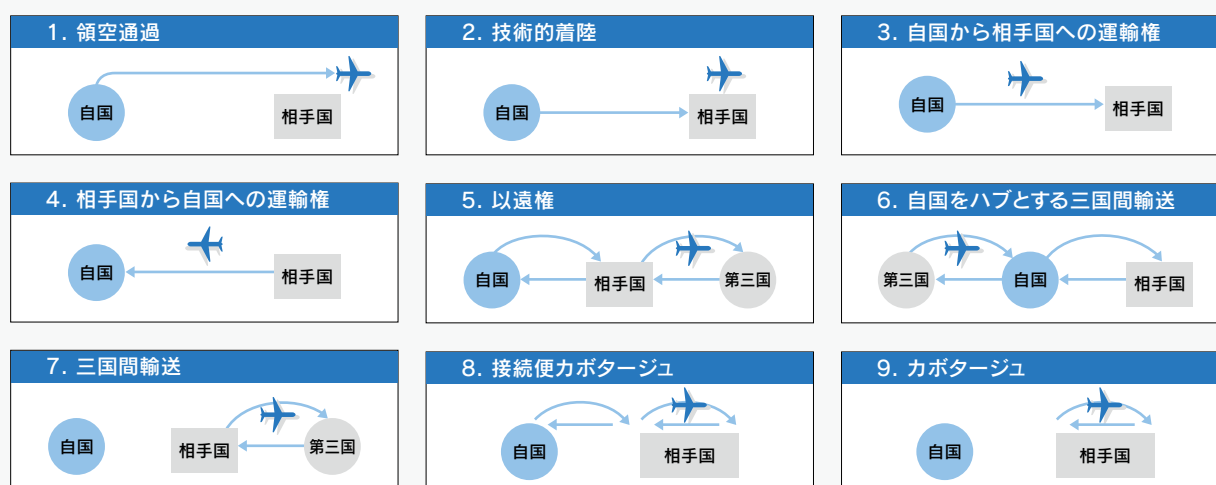 1. 領空通過
自国
相手国
2. 技術的着陸
自国
相手国
3. 自国から相手国への運輸権
自国
相手国
4. 相手国から自国への運輸権
自国
相手国
5. 以遠権
自国
相手国
第三国
6. 自国をハブとする三国間輸送
第三国
自国
相手国
7. 三国間輸送
自国
相手国
第三国
8. 接続便カボタージュ
自国
相手国
9. カボタージュ
自国
相手国